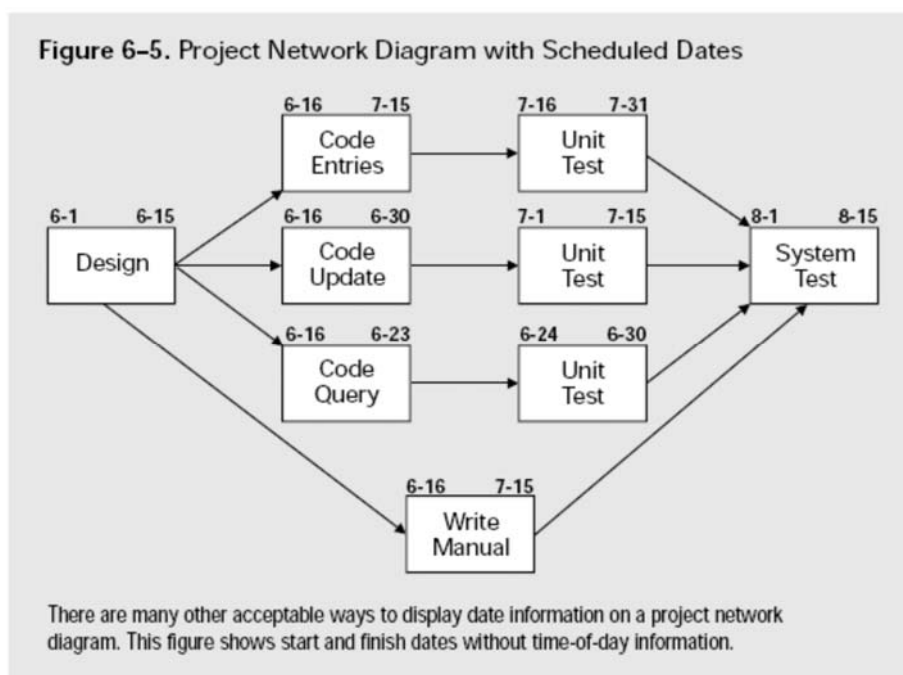 Figure 6–5. Project Network Diagram with Scheduled Dates
6-16 7-15
Code
Entries
7-16 7-31
Unit
Test
6-1 6-15
Design
6-16 6-30
Code
Update
7-1 7-15
Unit
Test
8-1 8-15
System
Test
6-16 6-23
Code
Query
6-24 6-30
Unit
Test
6-16 7-15
Write
Manual
There are many other acceptable ways to display date information on a project network
diagram. This figure shows start and finish dates without time-of-day information.